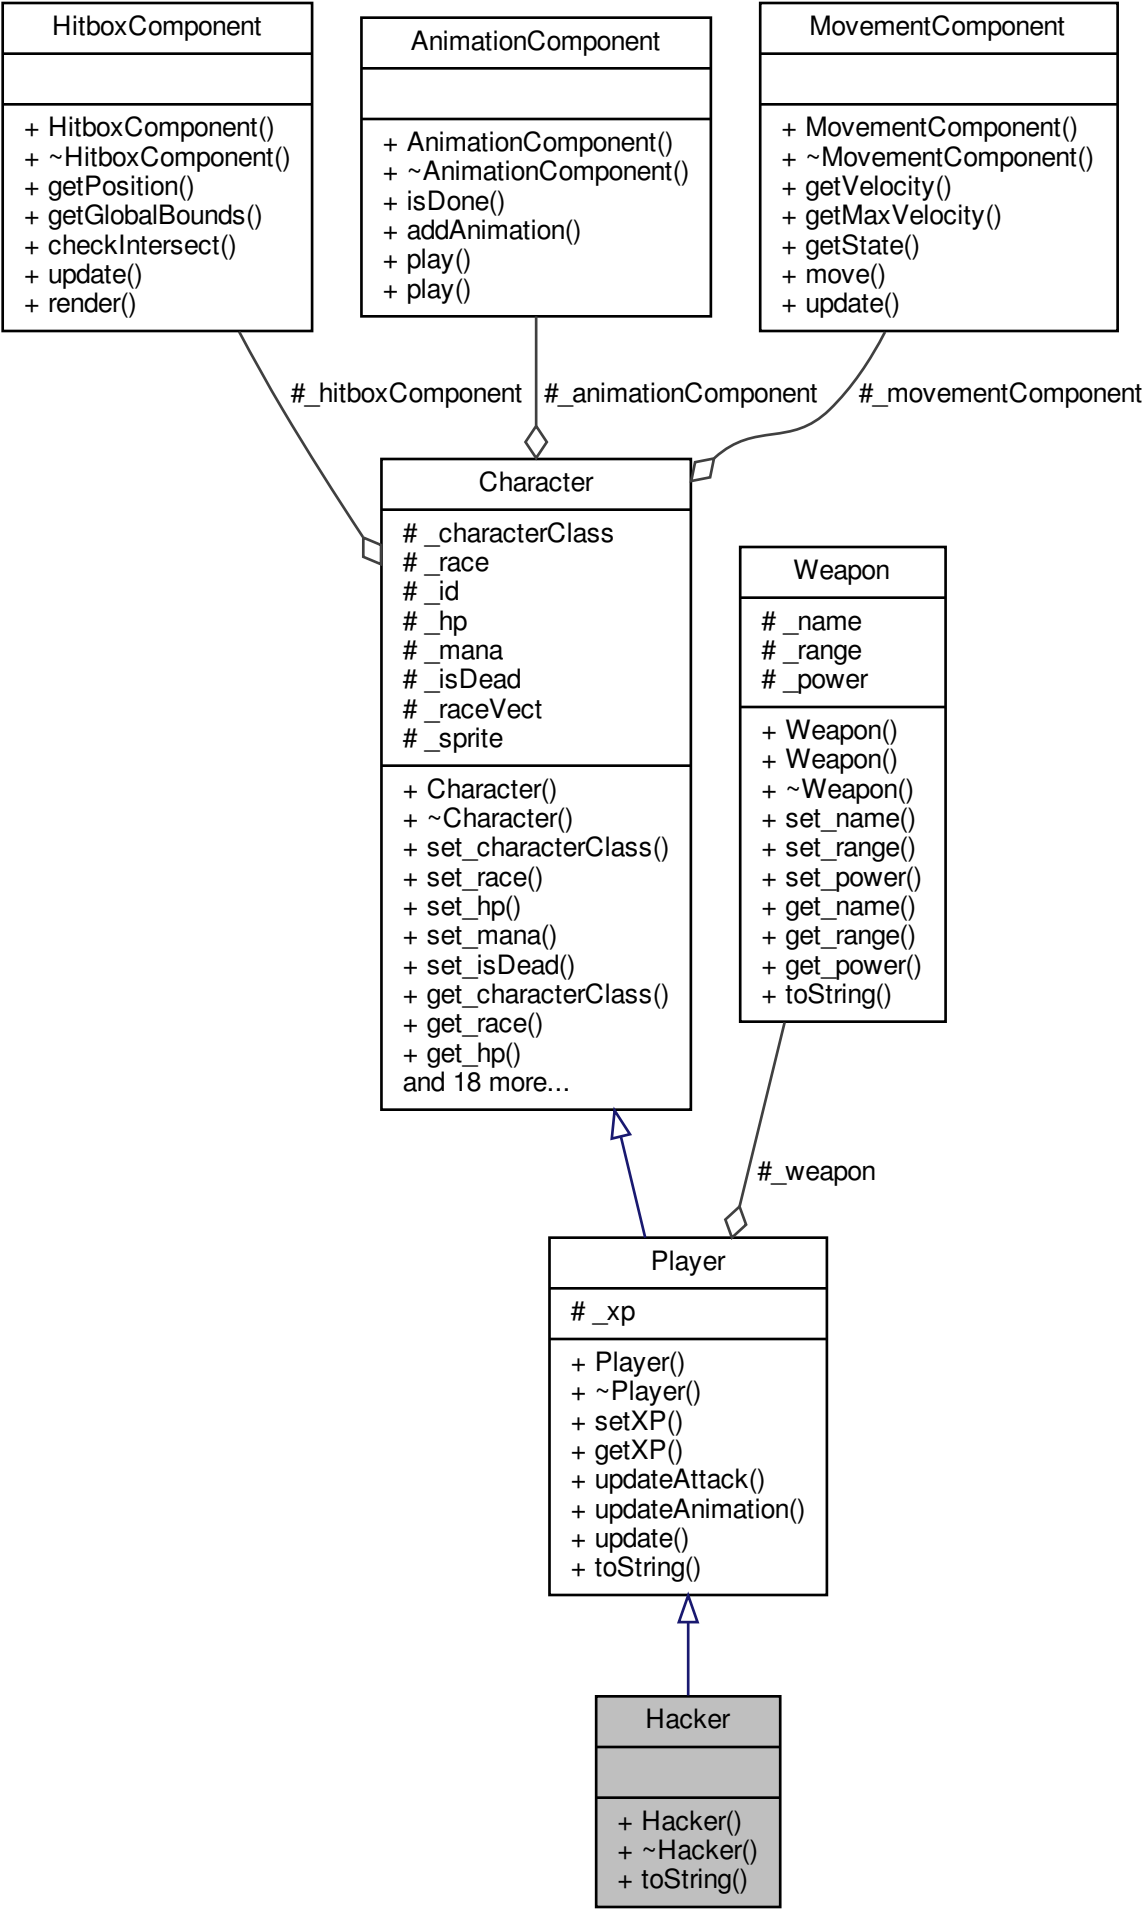 HitboxComponent
+ HitboxComponent()
+ ~HitboxComponent()
+ getPosition()
+ getGlobalBounds()
+ checkIntersect()
+ update()
+ render()
AnimationComponent
+ AnimationComponent()
+ ~AnimationComponent()
+ isDone()
+ addAnimation()
+ play()
+ play()
MovementComponent
+ MovementComponent()
+ ~MovementComponent()
+ getVelocity()
+ getMaxVelocity()
+ getState()
+ move()
+ update()
#_hitboxComponent
#_animationComponent
#_movementComponent
Character
# _characterClass
# _race
# _id
# _hp
# _mana
# _isDead
# _raceVect
# _sprite
+ Character()
+ ~Character()
+ set_characterClass()
+ set_race()
+ set_hp()
+ set_mana()
+ set_isDead()
+ get_characterClass()
+ get_race()
+ get_hp()
and 18 more...
Weapon
# _name
# _range
# _power
+ Weapon()
+ Weapon()
+ ~Weapon()
+ set_name()
+ set_range()
+ set_power()
+ get_name()
+ get_range()
+ get_power()
+ toString()
#_weapon
Player
# _xp
+ Player()
+ ~Player()
+ setXP()
+ getXP()
+ updateAttack()
+ updateAnimation()
+ update()
+ toString()
Hacker
+ Hacker()
+ ~Hacker()
+ toString()